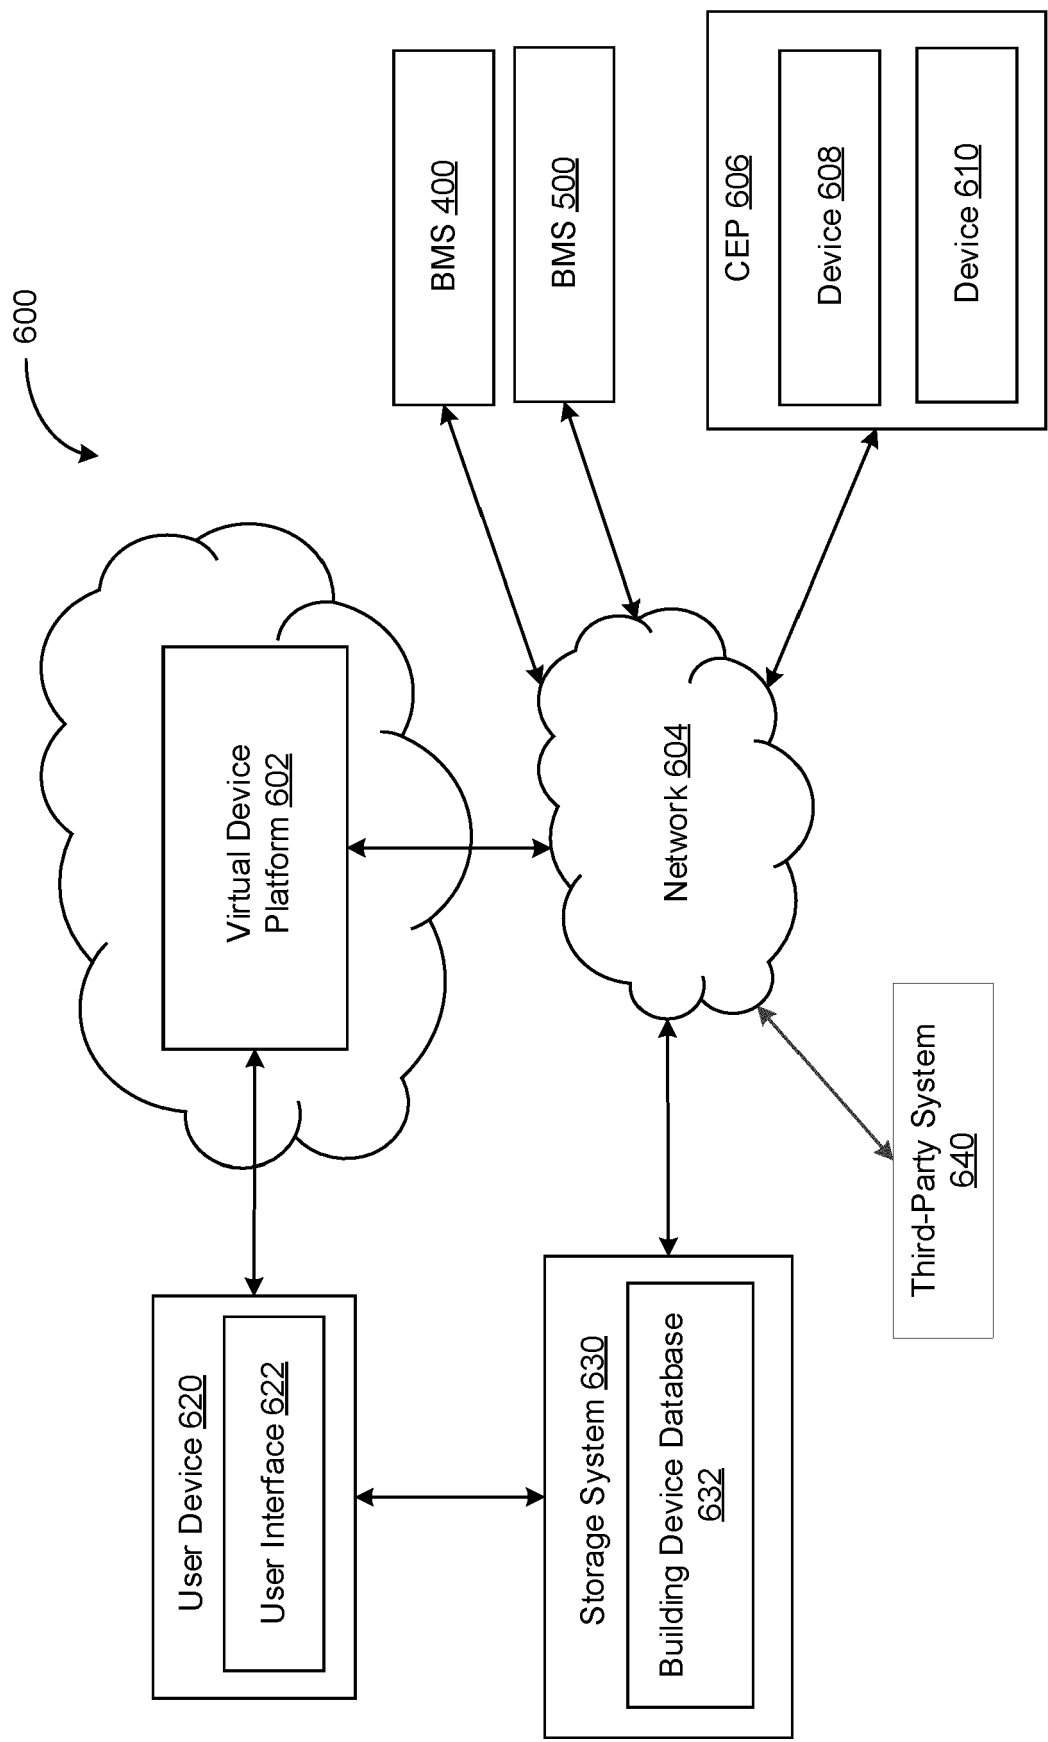 600
User Device 620
User Interface 622
Virtual Device
Platform 602
BMS 400
BMS 500
Storage System 630
Building Device Database
632
Network 604
CEP 606
Device 608
Device 610
Third-Party System
640